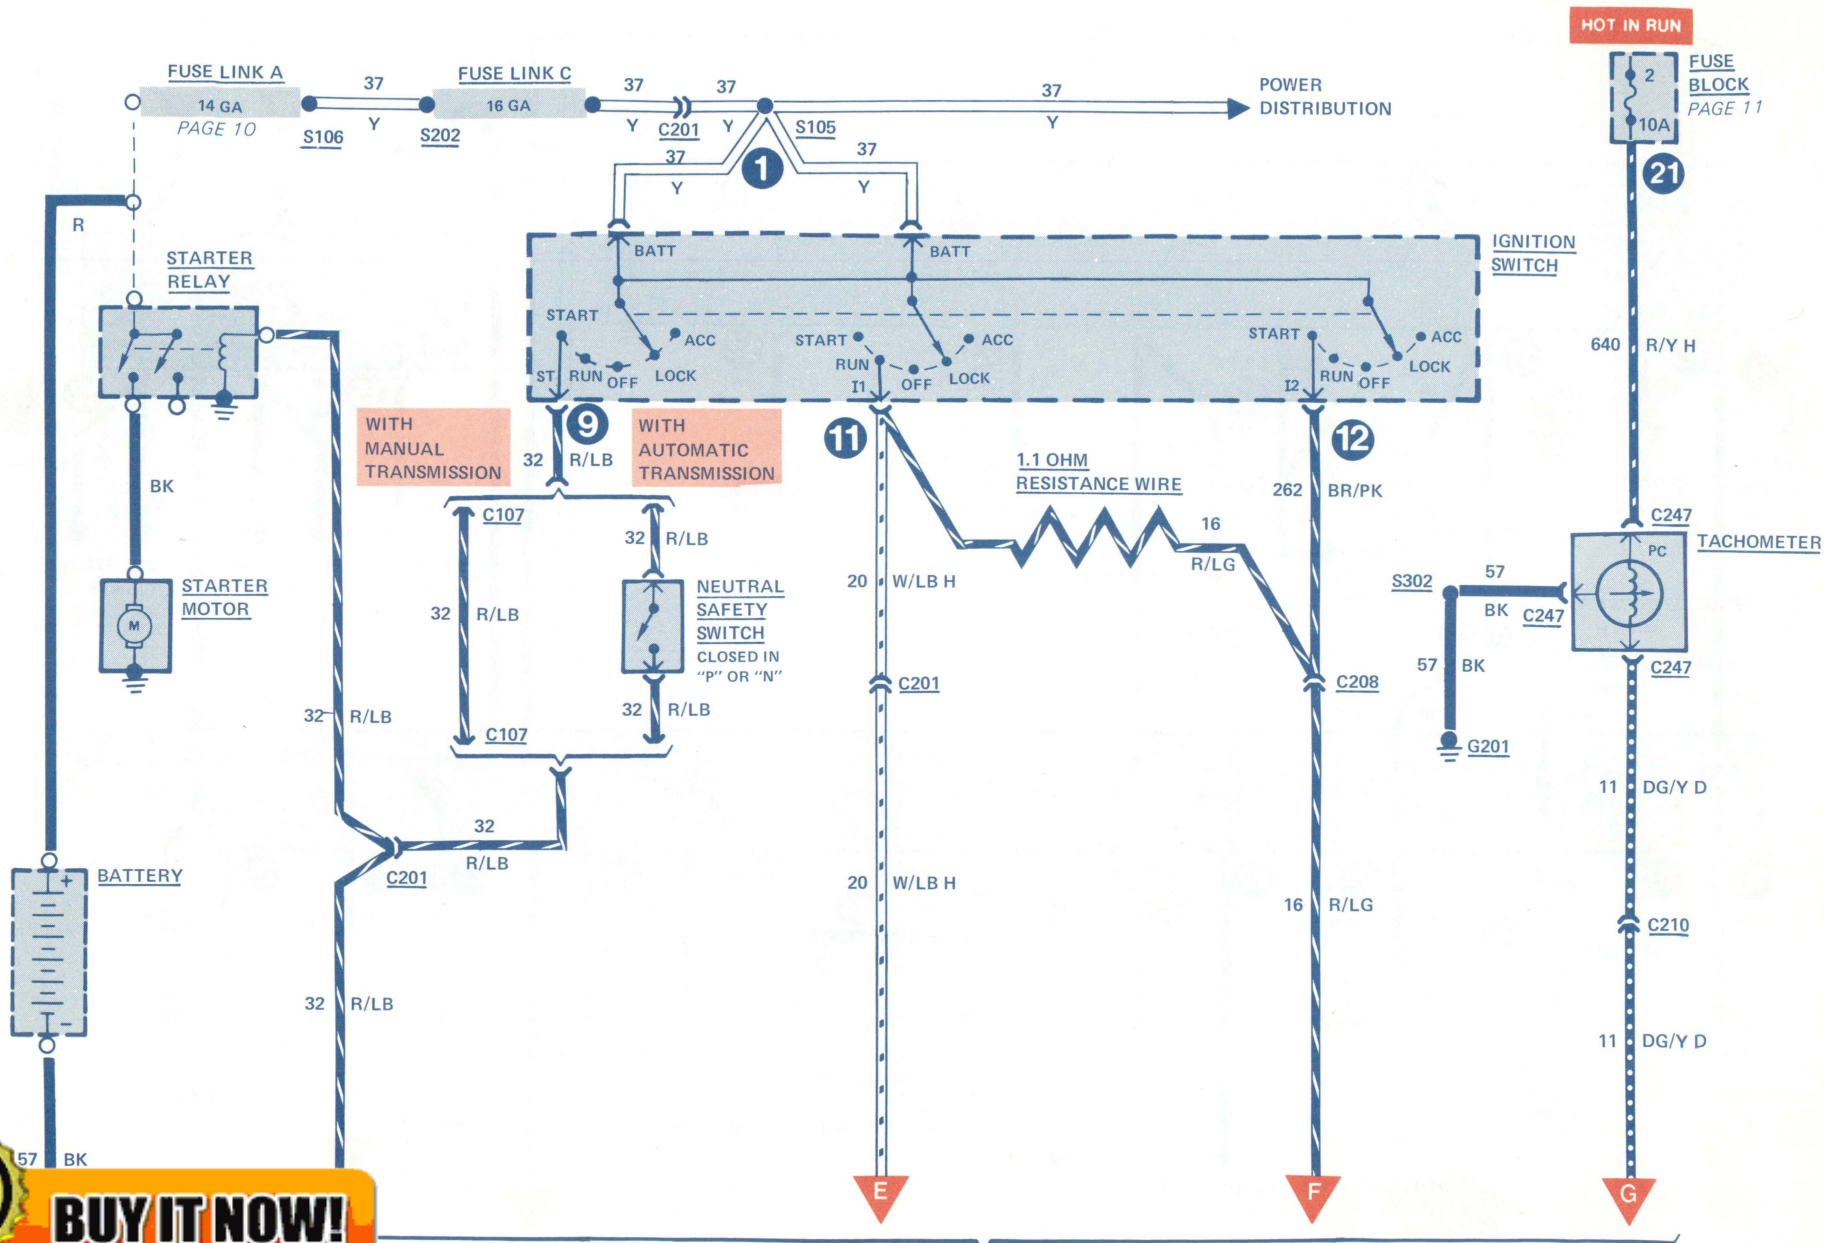 HOT IN RUN
FUSE LINK A
14 GA
PAGE 10
S106
37
Y
S202
FUSE LINK C
16 GA
37
Y
C201
37
Y
S105
37
Y
POWER
DISTRIBUTION
2
10A
FUSE
BLOCK
PAGE 11
21
37
Y
1
37
Y
R
STARTER
RELAY
BATT
BATT
IGNITION
SWITCH
START
ACC
ST
RUN
OFF
LOCK
START
ACC
RUN
I1
OFF
LOCK
START
ACC
I2
RUN
OFF
LOCK
640
R/Y H
WITH
MANUAL
TRANSMISSION
9
32
R/LB
WITH
AUTOMATIC
TRANSMISSION
11
12
BK
1.1 OHM
RESISTANCE WIRE
16
R/LG
262
BR/PK
C107
32
R/LB
C247
PC
TACHOMETER
STARTER
MOTOR
M
32
R/LB
NEUTRAL
SAFETY
SWITCH
CLOSED IN
"P" OR "N"
20
W/LB H
S302
57
BK
C247
57
BK
C247
G201
32
R/LB
C107
32
R/LB
C201
C208
11
DG/Y D
32
R/LB
C201
BATTERY
+
-
20
W/LB H
16
R/LG
C210
32
R/LB
11
DG/Y D
57
BK
E
F
G
BUY IT NOW!